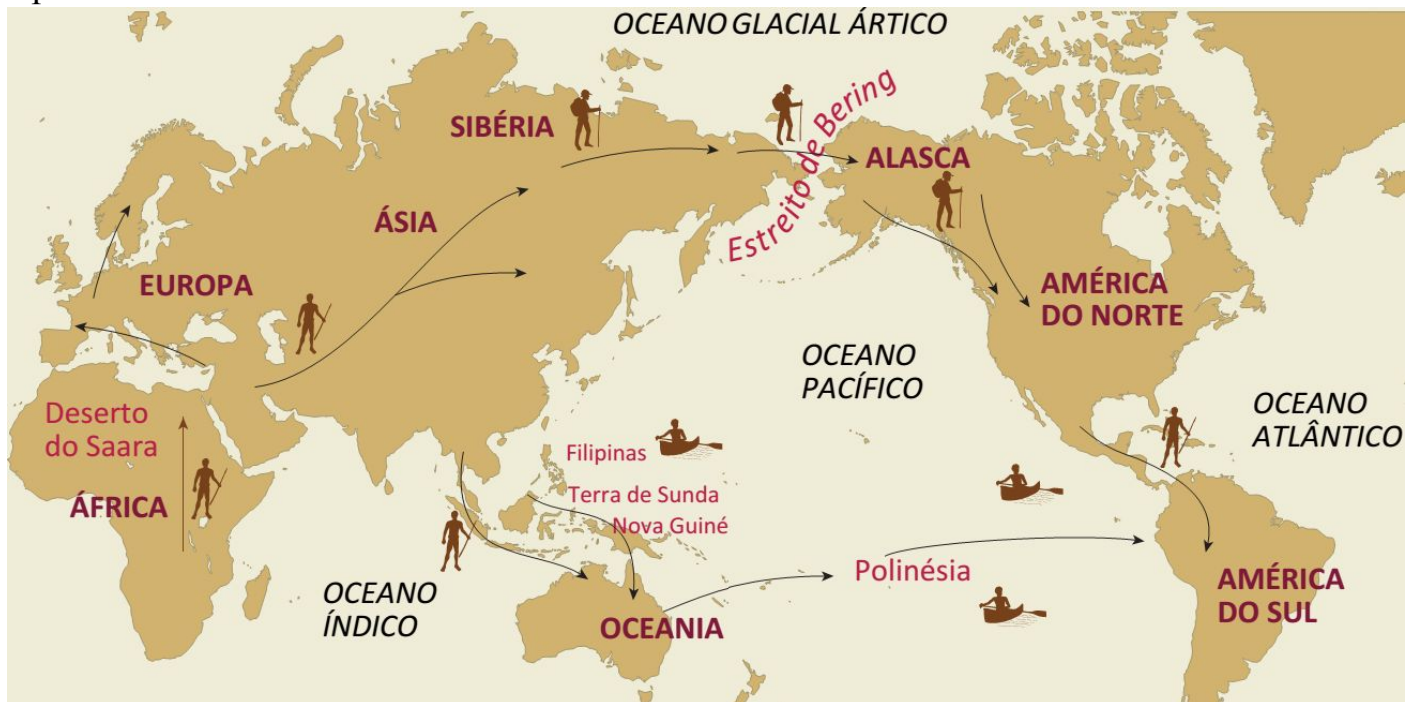 OCEANO GLACIAL ÁRTICO
SIBÉRIA
Estreito de Bering
ALASCA
ÁSIA
EUROPA
AMÉRICA
DO NORTE
OCEANO
PACÍFICO
OCEANO
ATLÂNTICO
Deserto
do Saara
Filipinas
Terra de Sunda
ÁFRICA
Nova Guiné
Polinésia
OCEANO
ÍNDICO
OCEANIA
AMÉRICA
DO SUL